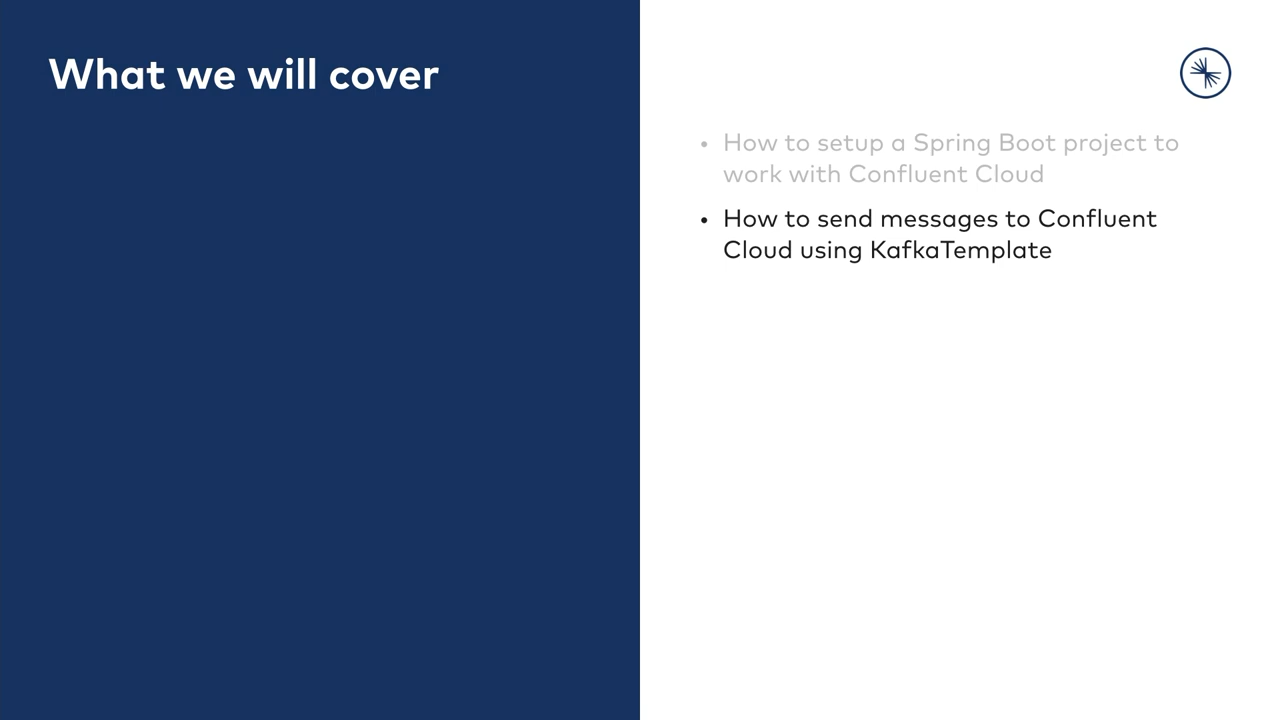 What we will cover
• How to setup a Spring Boot project to
work with Confluent Cloud
• How to send messages to Confluent
Cloud using KafkaTemplate